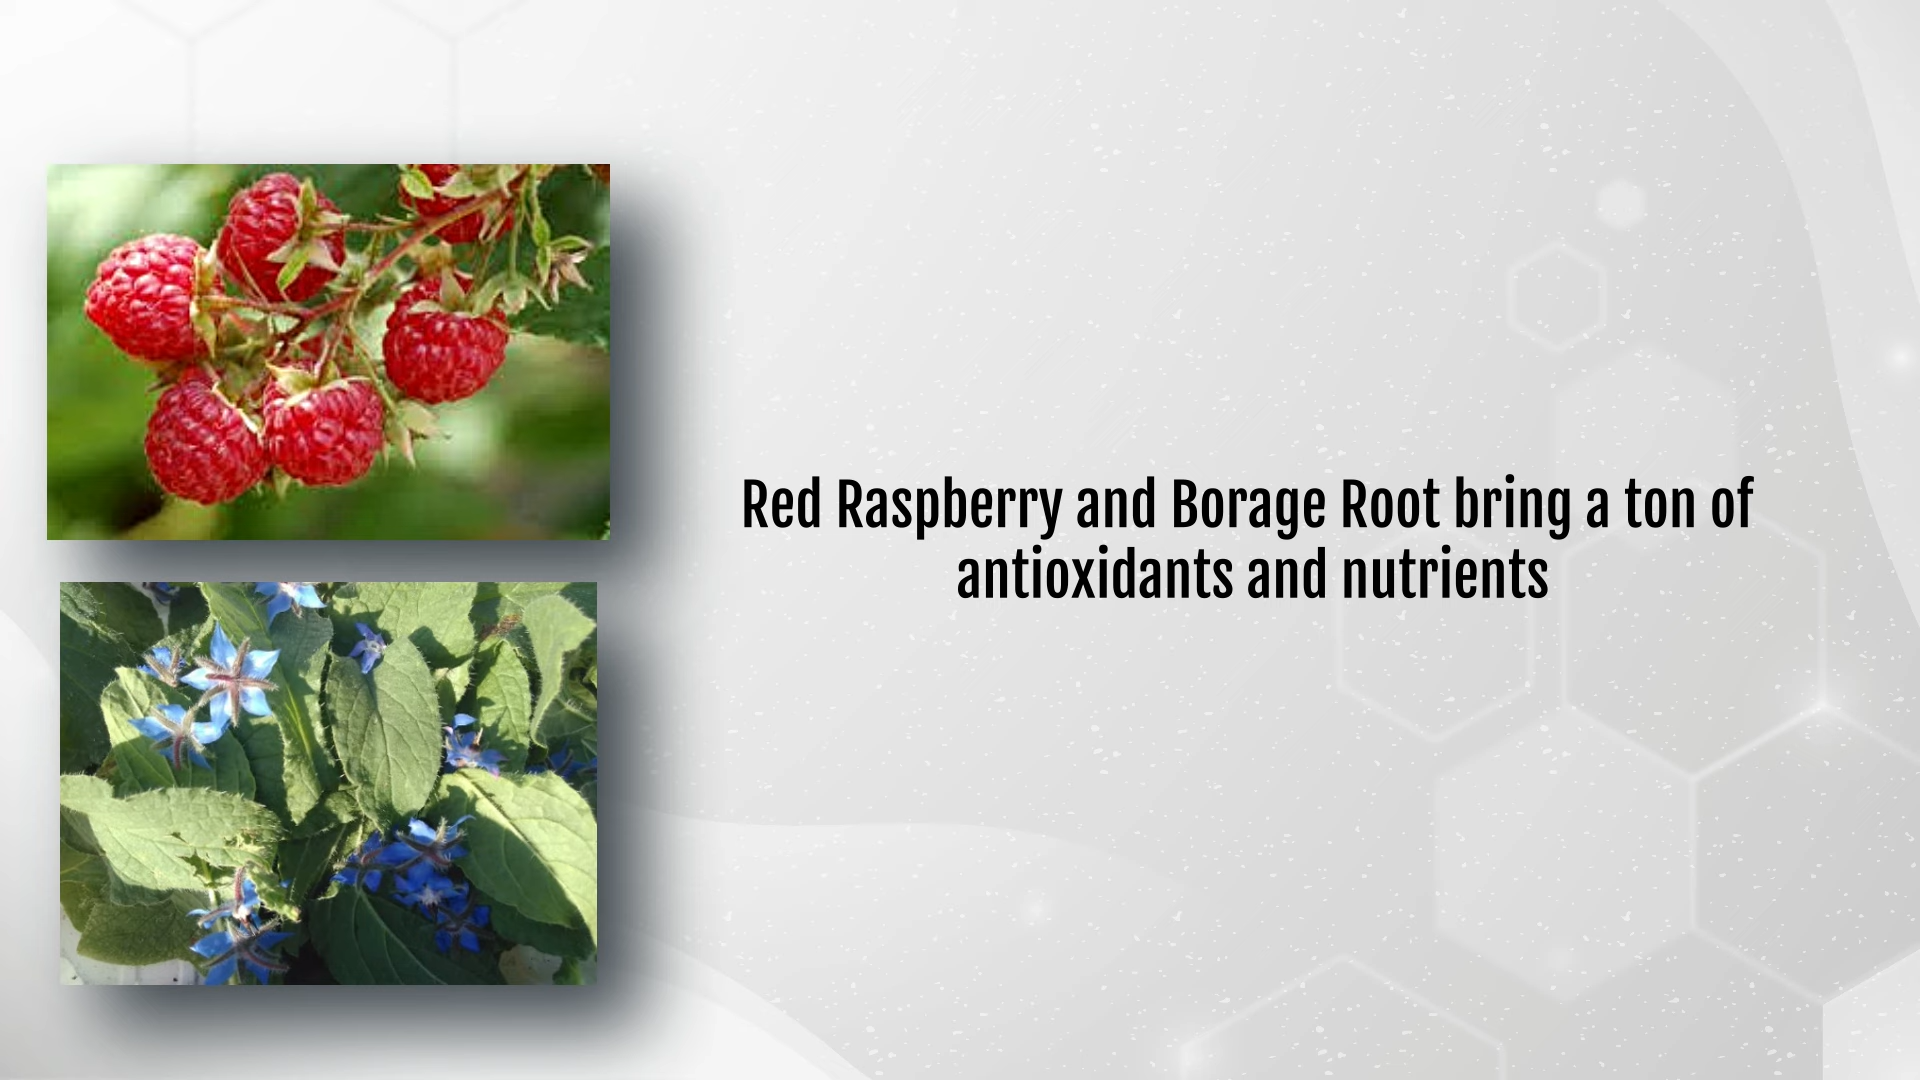 Red Raspberry and Borage Root bring a ton of
antioxidants and nutrients